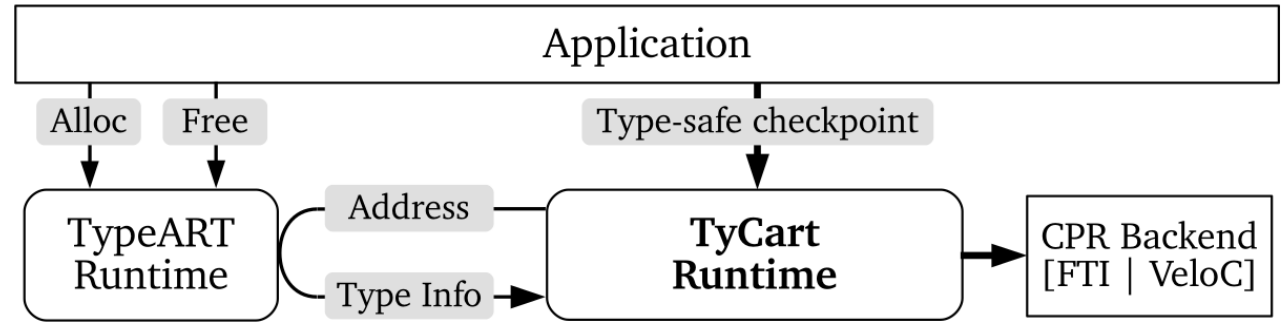 Application
Alloc
Free
Type-safe checkpoint
TypeART
Runtime
Address
Type Info
TyCart
Runtime
CPR Backend
[FTI | VeloC]